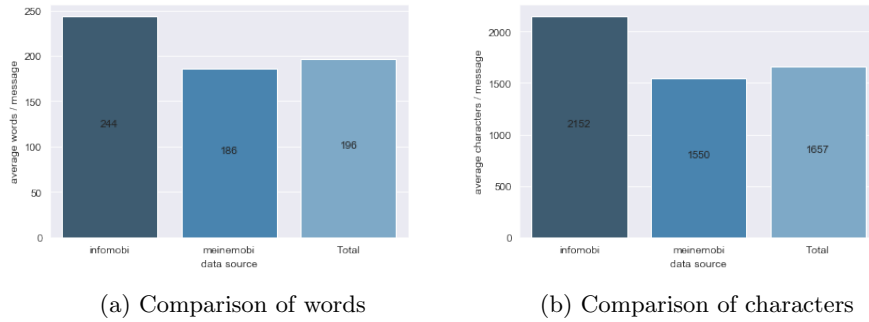 250
200
150
100
50
0
average words / message
244
186
196
infomobi meinemobi Total
data source
(a) Comparison of words
2000
1500
1000
500
0
average characters / message
2152
1550
1657
infomobi meinemobi Total
data source
(b) Comparison of characters